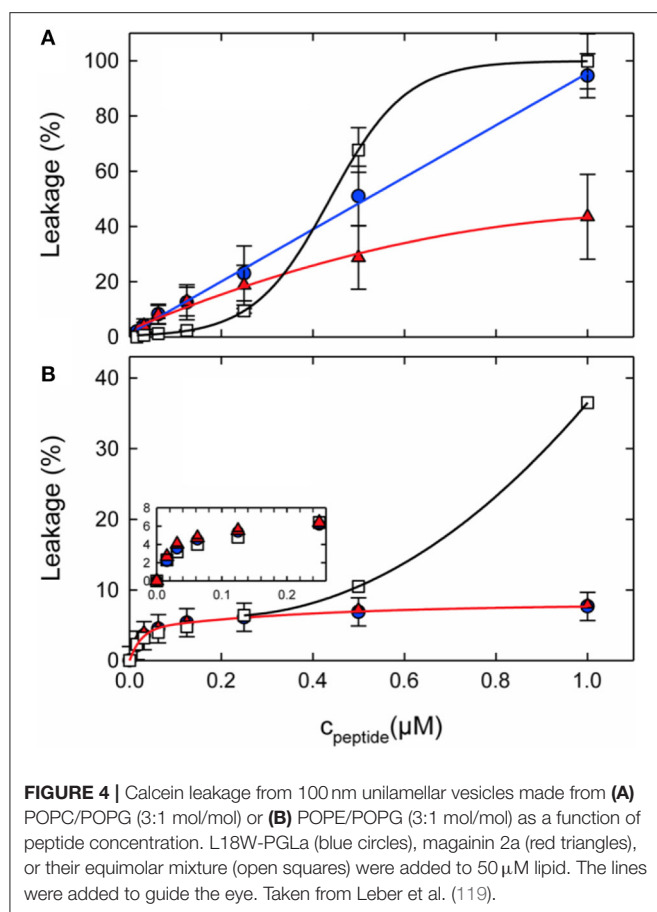 A
100
80
60
40
20
0
Leakage (%)
B
40
30
20
10
0
Leakage (%)
8
6
4
2
0
0.0 0.1 0.2
0.0 0.2 0.4 0.6 0.8 1.0
cpeptide(μM)
FIGURE 4 | Calcein leakage from 100 nm unilamellar vesicles made from (A)
POPC/POPG (3:1 mol/mol) or (B) POPE/POPG (3:1 mol/mol) as a function of
peptide concentration. L18W-PGLa (blue circles), magainin 2a (red triangles),
or their equimolar mixture (open squares) were added to 50 μM lipid. The lines
were added to guide the eye. Taken from Leber et al. (119).